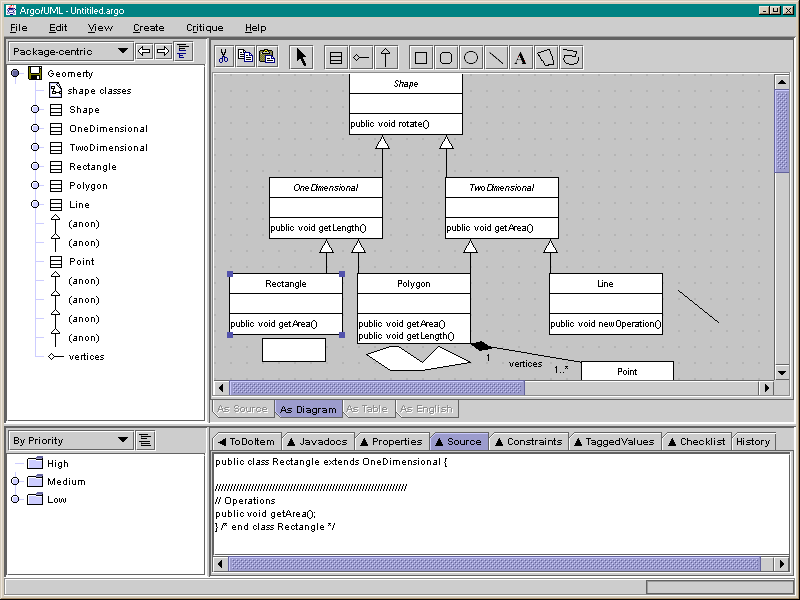 Argo/UML - Untitled.argo
File Edit View Create Critique Help
Package-centric
Geomerty
shape classes
Shape
OneDimensional
TwoDimensional
Rectangle
Polygon
Line
(anon)
(anon)
Point
(anon)
(anon)
(anon)
(anon)
vertices
A
Shape
public void rotate()
OneDimensional
public void getLength()
TwoDimensional
public void getArea()
Rectangle
public void getArea()
Polygon
public void getArea()
public void getLength()
Line
public void newOperation()
1
vertices
1..*
Point
As Source As Diagram As Table As English
By Priority
High
Medium
Low
ToDoItem Javadocs Properties Source Constraints TaggedValues Checklist History
public class Rectangle extends OneDimensional {
////////////////////////////////////////////////////////////////
// Operations
public void getArea();
} /* end class Rectangle */